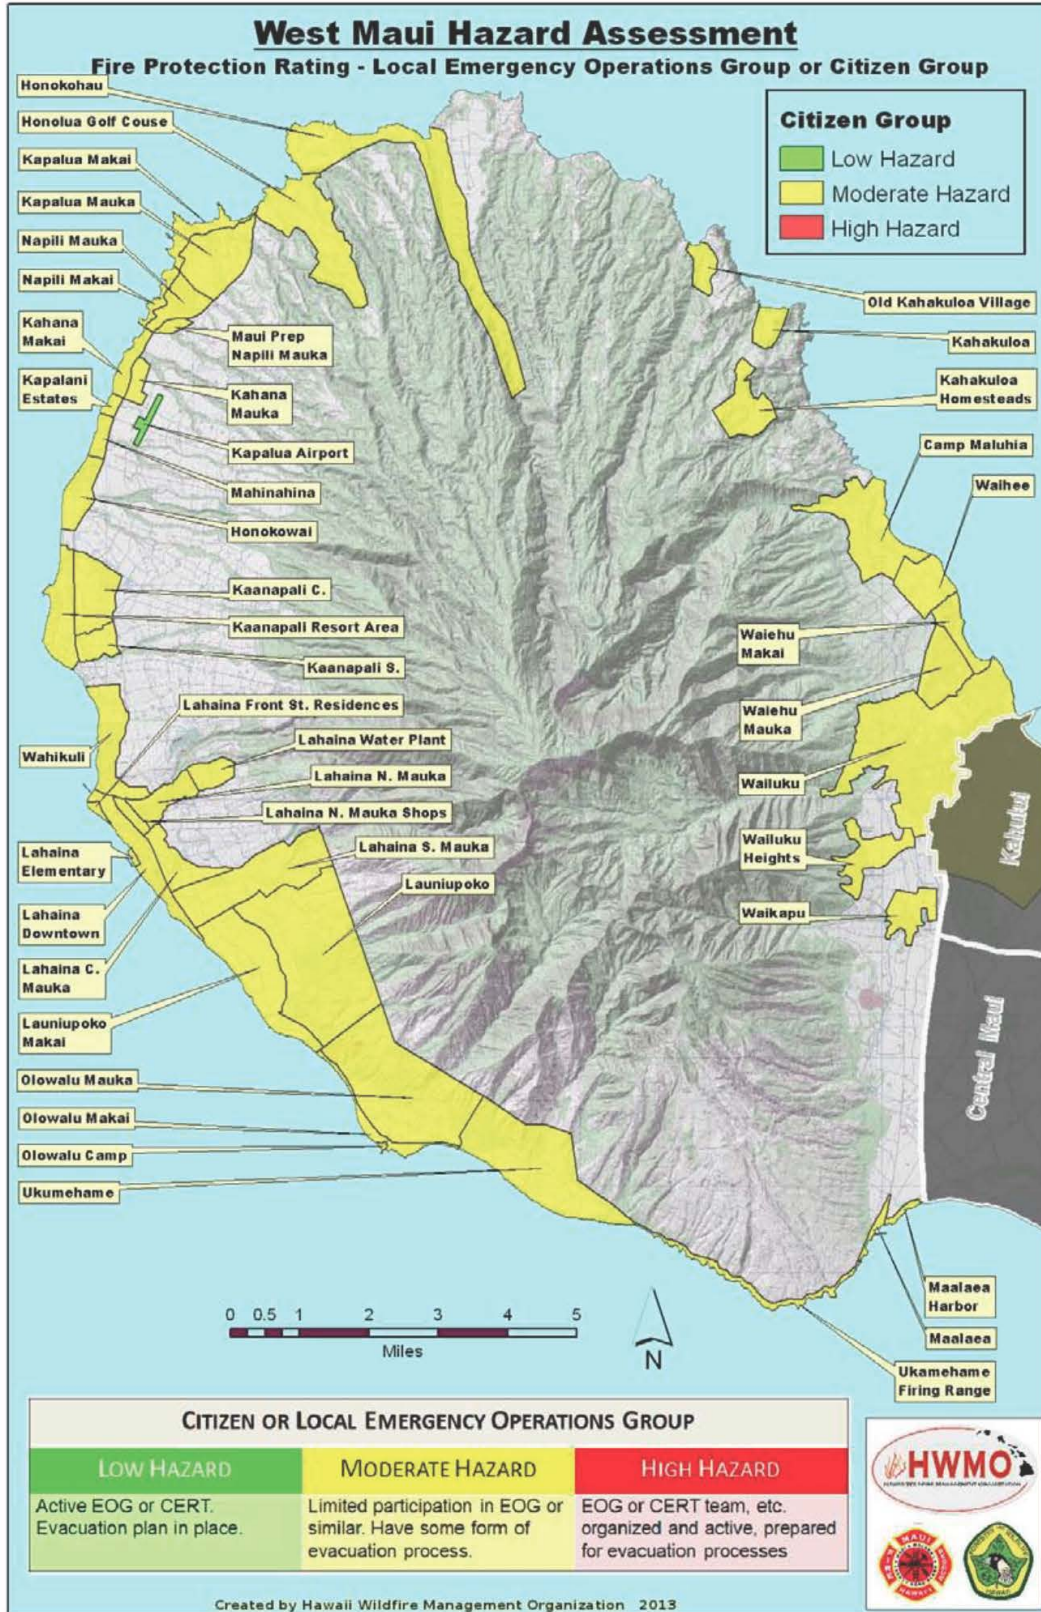 West Maui Hazard Assessment
Fire Protection Rating - Local Emergency Operations Group or Citizen Group
Citizen Group
Low Hazard
Moderate Hazard
High Hazard
Honokohau
Honolua Golf Couse
Kapalua Makai
Kapalua Mauka
Napili Mauka
Napili Makai
Kahana
Makai
Kapalani
Estates
Maui Prep
Napili Mauka
Kahana
Mauka
Kapalua Airport
Mahinahina
Honokowai
Kaanapali C.
Kaanapali Resort Area
Kaanapali S.
Lahaina Front St. Residences
Wahikuli
Lahaina Water Plant
Lahaina N. Mauka
Lahaina N. Mauka Shops
Lahaina S. Mauka
Launiupoko
Lahaina
Elementary
Lahaina
Downtown
Lahaina C.
Mauka
Launiupoko
Makai
Olowalu Mauka
Olowalu Makai
Olowalu Camp
Ukumehame
Old Kahakuloa Village
Kahakuloa
Kahakuloa
Homesteads
Camp Maluhia
Waihee
Waiehu
Makai
Waiehu
Mauka
Wailuku
Wailuku
Heights
Waikapu
Kahului
Central Maui
Maalaea
Harbor
Maalaea
Ukamehame
Firing Range
0 0.5 1 2 3 4 5
Miles
N
CITIZEN OR LOCAL EMERGENCY OPERATIONS GROUP
LOW HAZARD
MODERATE HAZARD
HIGH HAZARD
Active EOG or CERT.
Evacuation plan in place.
Limited participation in EOG or
similar. Have some form of
evacuation process.
EOG or CERT team, etc.
organized and active, prepared
for evacuation processes
HWMO
MAUI
HAWAII
Created by Hawaii Wildfire Management Organization 2013